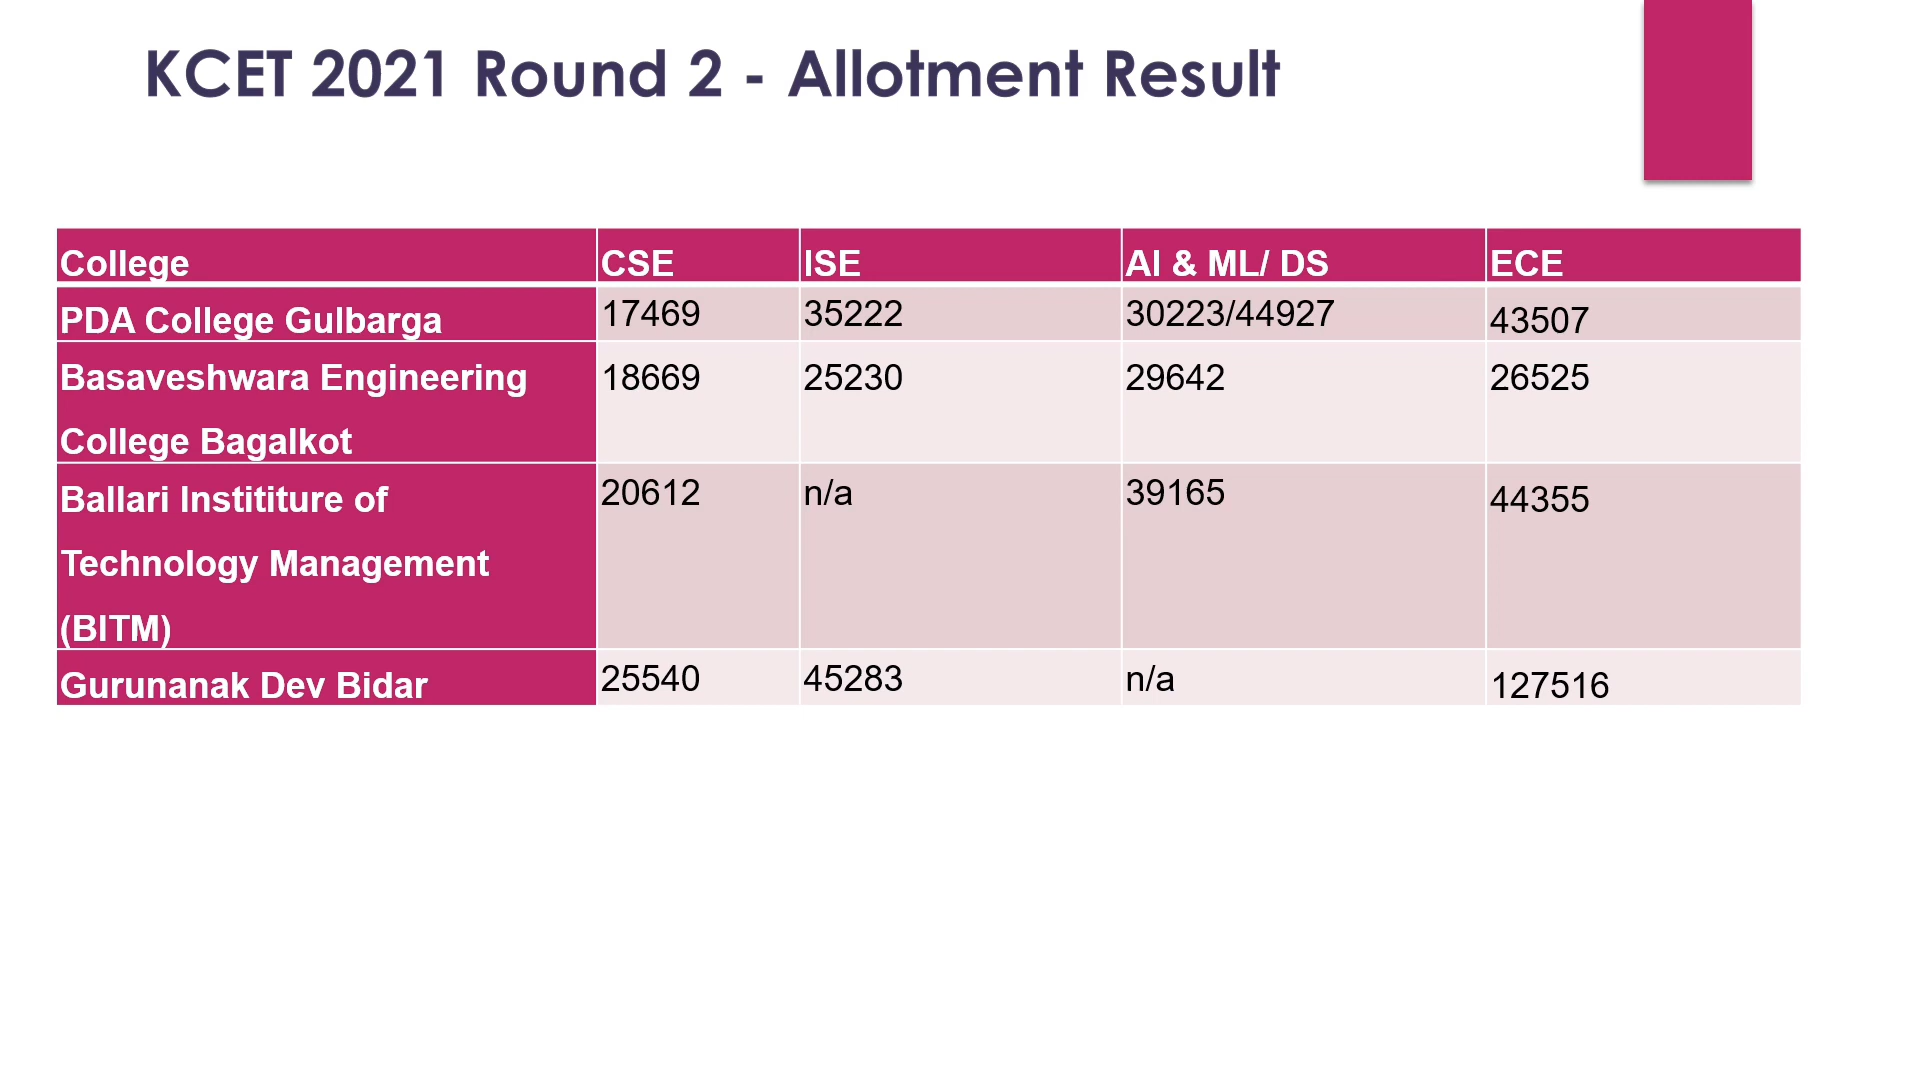 KCET 2021 Round 2 - Allotment Result
College CSE ISE AI & ML/ DS ECE
PDA College Gulbarga 17469 35222 30223/44927 43507
Basaveshwara Engineering 18669 25230 29642 26525
College Bagalkot
Ballari Instititure of 20612 n/a 39165 44355
Technology Management
(BITM)
Gurunanak Dev Bidar 25540 45283 n/a 127516